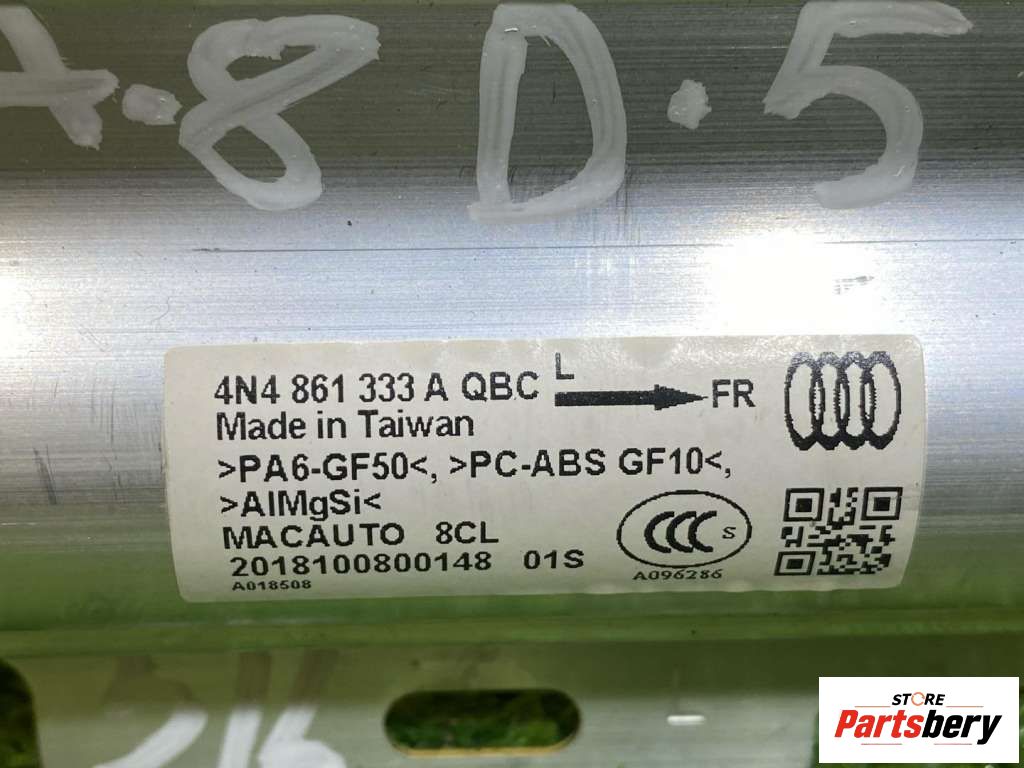 A.8 D.5
4N4 861 333 A QBC L FR
Made in Taiwan
>PA6-GF50<, >PC-ABS GF10<,
>AlMgSi<
MACAUTO 8CL
2018100800148 01S
A018508
CCC S
A096286
STORE
Partsbery